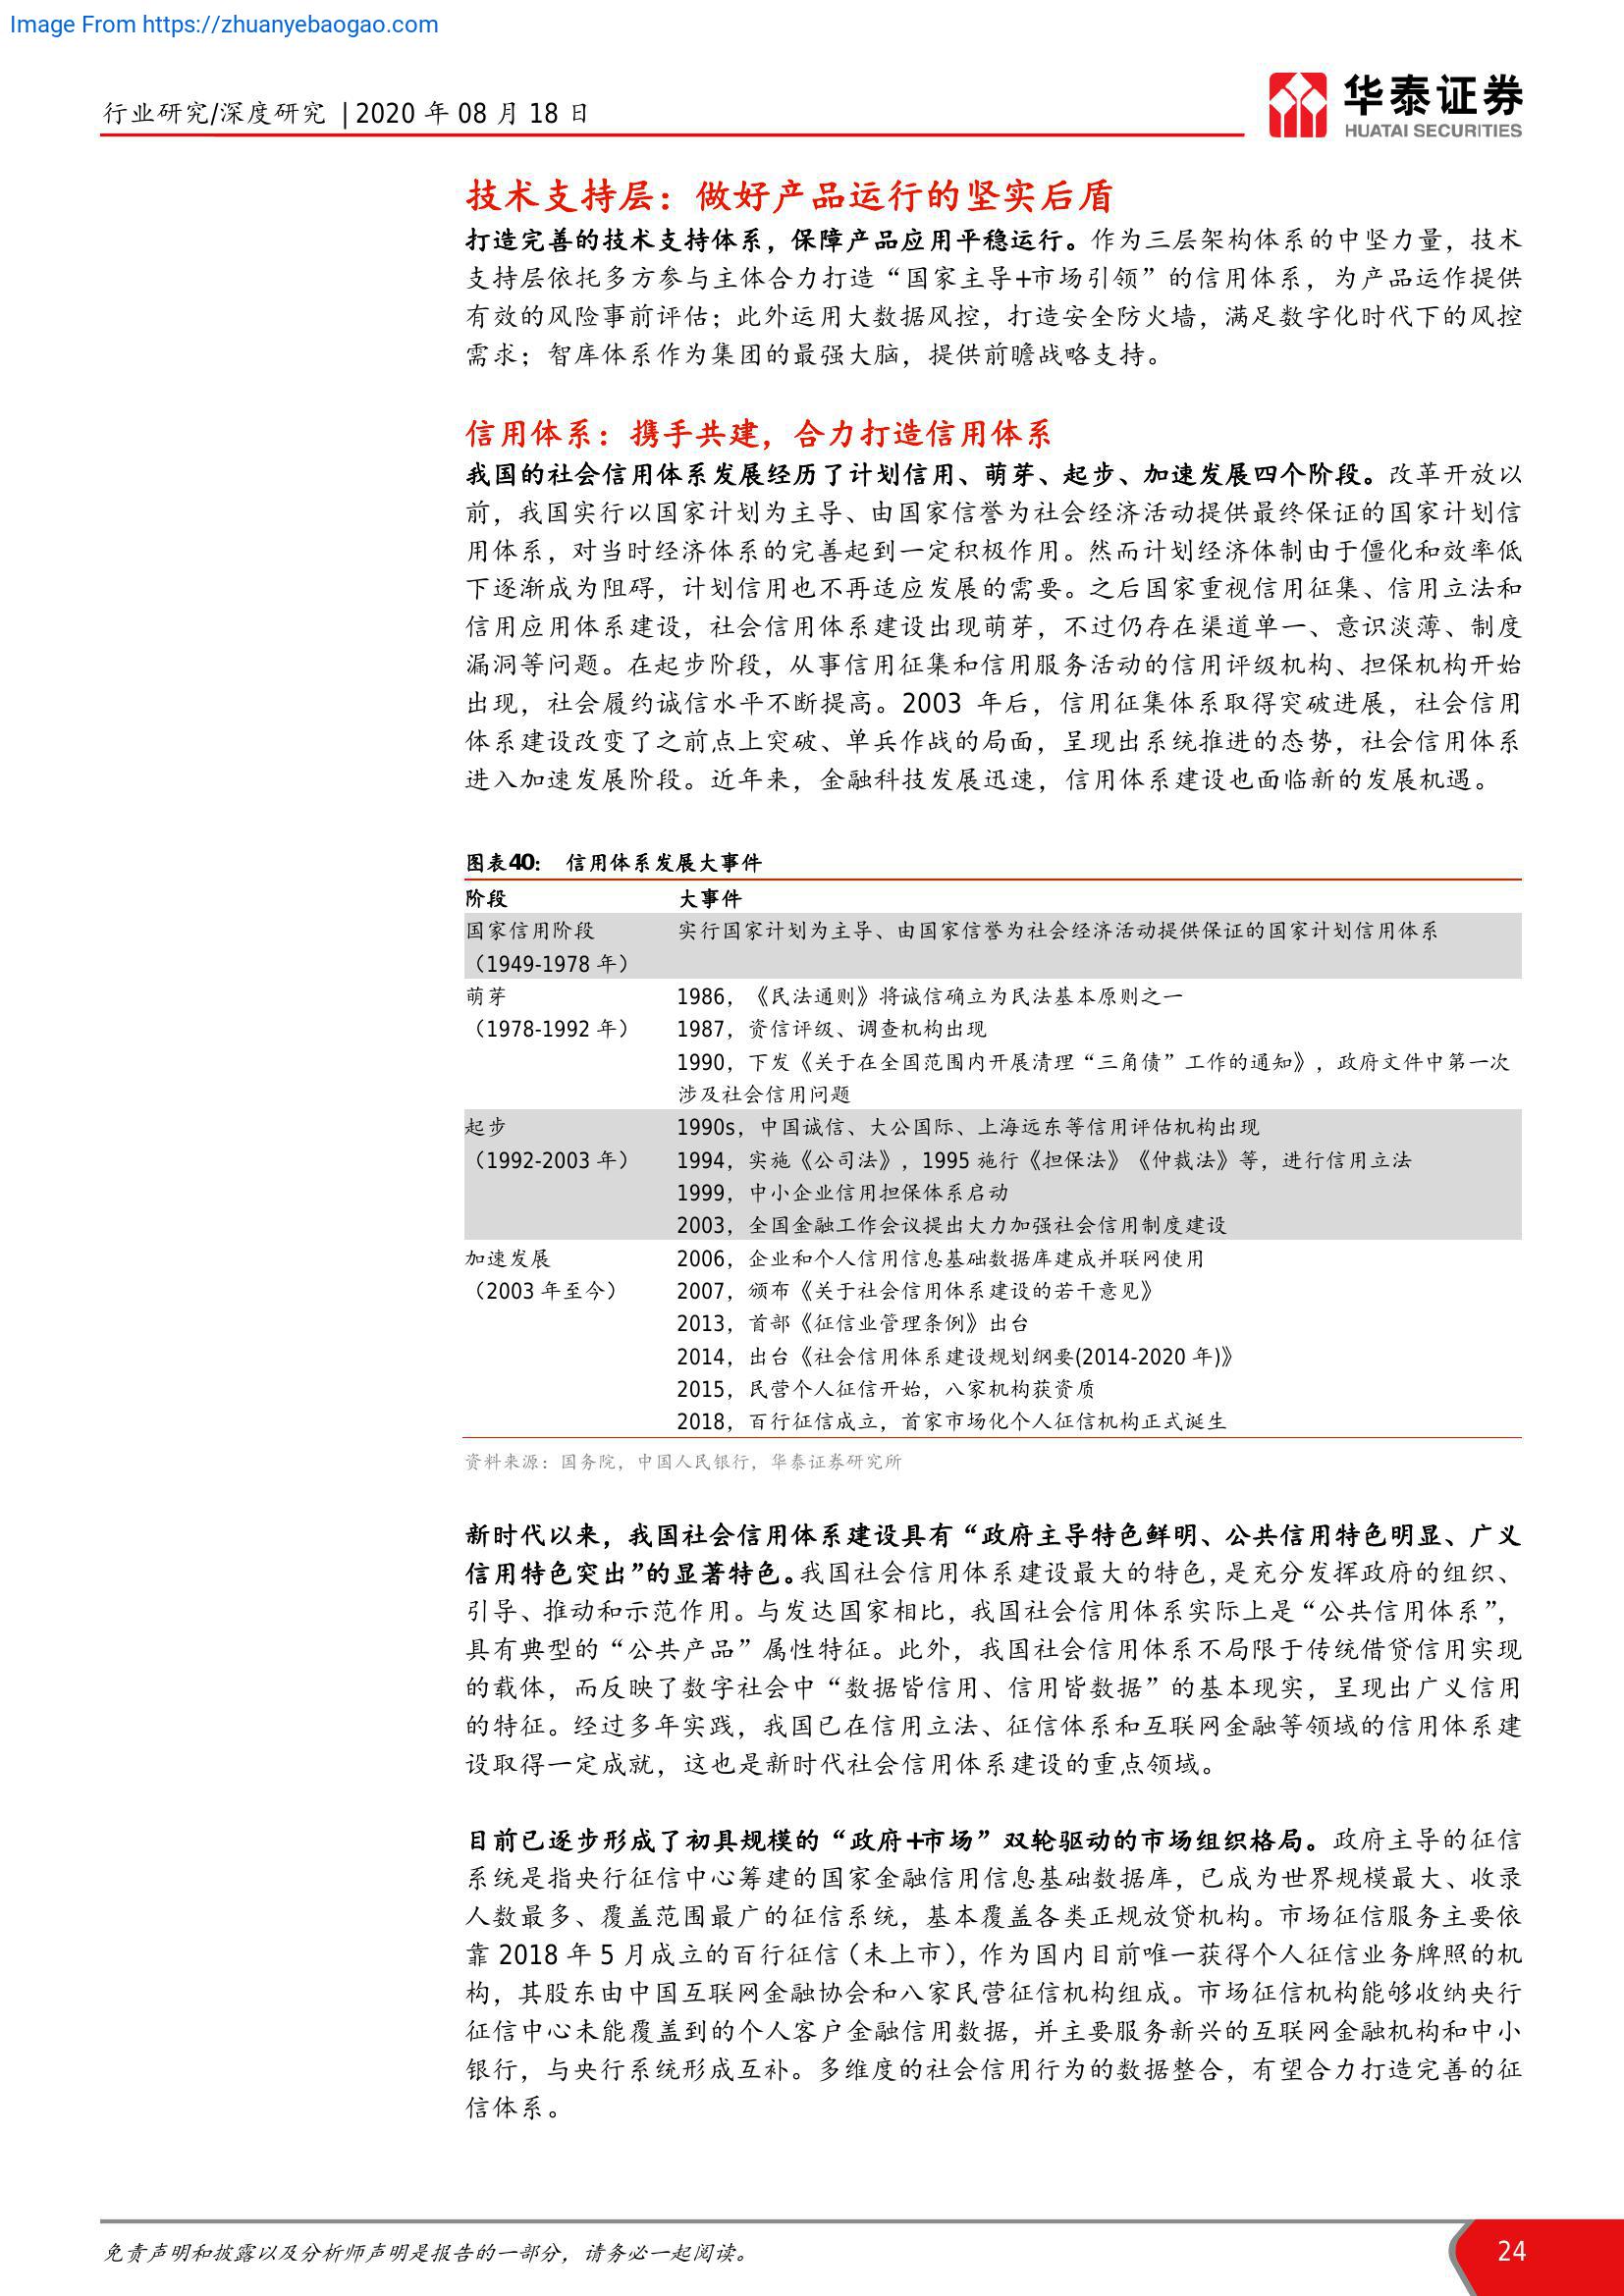 Image From https://zhuanyebaogao.com
行业研究/深度研究 | 2020 年 08 月 18 日
华泰证券
HUATAI SECURITIES
技术支持层：做好产品运行的坚实后盾
打造完善的技术支持体系，保障产品应用平稳运行。作为三层架构体系的中坚力量，技术
支持层依托多方参与主体合力打造“国家主导+市场引领”的信用体系，为产品运作提供
有效的风险事前评估；此外运用大数据风控，打造安全防火墙，满足数字化时代下的风控
需求；智库体系作为集团的最强大脑，提供前瞻战略支持。
信用体系：携手共建，合力打造信用体系
我国的社会信用体系发展经历了计划信用、萌芽、起步、加速发展四个阶段。改革开放以
前，我国实行以国家计划为主导、由国家信誉为社会经济活动提供最终保证的国家计划信
用体系，对当时经济体系的完善起到一定积极作用。然而计划经济体制由于僵化和效率低
下逐渐成为阻碍，计划信用也不再适应发展的需要。之后国家重视信用征集、信用立法和
信用应用体系建设，社会信用体系建设出现萌芽，不过仍存在渠道单一、意识淡薄、制度
漏洞等问题。在起步阶段，从事信用征集和信用服务活动的信用评级机构、担保机构开始
出现，社会履约诚信水平不断提高。2003 年后，信用征集体系取得突破进展，社会信用
体系建设改变了之前点上突破、单兵作战的局面，呈现出系统推进的态势，社会信用体系
进入加速发展阶段。近年来，金融科技发展迅速，信用体系建设也面临新的发展机遇。
图表40： 信用体系发展大事件
阶段 大事件
国家信用阶段 实行国家计划为主导、由国家信誉为社会经济活动提供保证的国家计划信用体系
（1949-1978 年）
萌芽 1986，《民法通则》将诚信确立为民法基本原则之一
（1978-1992 年） 1987，资信评级、调查机构出现
1990，下发《关于在全国范围内开展清理“三角债”工作的通知》，政府文件中第一次
涉及社会信用问题
起步 1990s，中国诚信、大公国际、上海远东等信用评估机构出现
（1992-2003 年） 1994，实施《公司法》，1995 施行《担保法》《仲裁法》等，进行信用立法
1999，中小企业信用担保体系启动
2003，全国金融工作会议提出大力加强社会信用制度建设
加速发展 2006，企业和个人信用信息基础数据库建成并联网使用
（2003 年至今） 2007，颁布《关于社会信用体系建设的若干意见》
2013，首部《征信业管理条例》出台
2014，出台《社会信用体系建设规划纲要(2014-2020 年)》
2015，民营个人征信开始，八家机构获资质
2018，百行征信成立，首家市场化个人征信机构正式诞生
资料来源：国务院，中国人民银行，华泰证券研究所
新时代以来，我国社会信用体系建设具有“政府主导特色鲜明、公共信用特色明显、广义
信用特色突出”的显著特色。我国社会信用体系建设最大的特色，是充分发挥政府的组织、
引导、推动和示范作用。与发达国家相比，我国社会信用体系实际上是“公共信用体系”，
具有典型的“公共产品”属性特征。此外，我国社会信用体系不局限于传统借贷信用实现
的载体，而反映了数字社会中“数据皆信用、信用皆数据”的基本现实，呈现出广义信用
的特征。经过多年实践，我国已在信用立法、征信体系和互联网金融等领域的信用体系建
设取得一定成就，这也是新时代社会信用体系建设的重点领域。
目前已逐步形成了初具规模的“政府+市场”双轮驱动的市场组织格局。政府主导的征信
系统是指央行征信中心筹建的国家金融信用信息基础数据库，已成为世界规模最大、收录
人数最多、覆盖范围最广的征信系统，基本覆盖各类正规放贷机构。市场征信服务主要依
靠 2018 年 5 月成立的百行征信（未上市），作为国内目前唯一获得个人征信业务牌照的机
构，其股东由中国互联网金融协会和八家民营征信机构组成。市场征信机构能够收纳央行
征信中心未能覆盖到的个人客户金融信用数据，并主要服务新兴的互联网金融机构和中小
银行，与央行系统形成互补。多维度的社会信用行为的数据整合，有望合力打造完善的征
信体系。
免责声明和披露以及分析师声明是报告的一部分，请务必一起阅读。
24